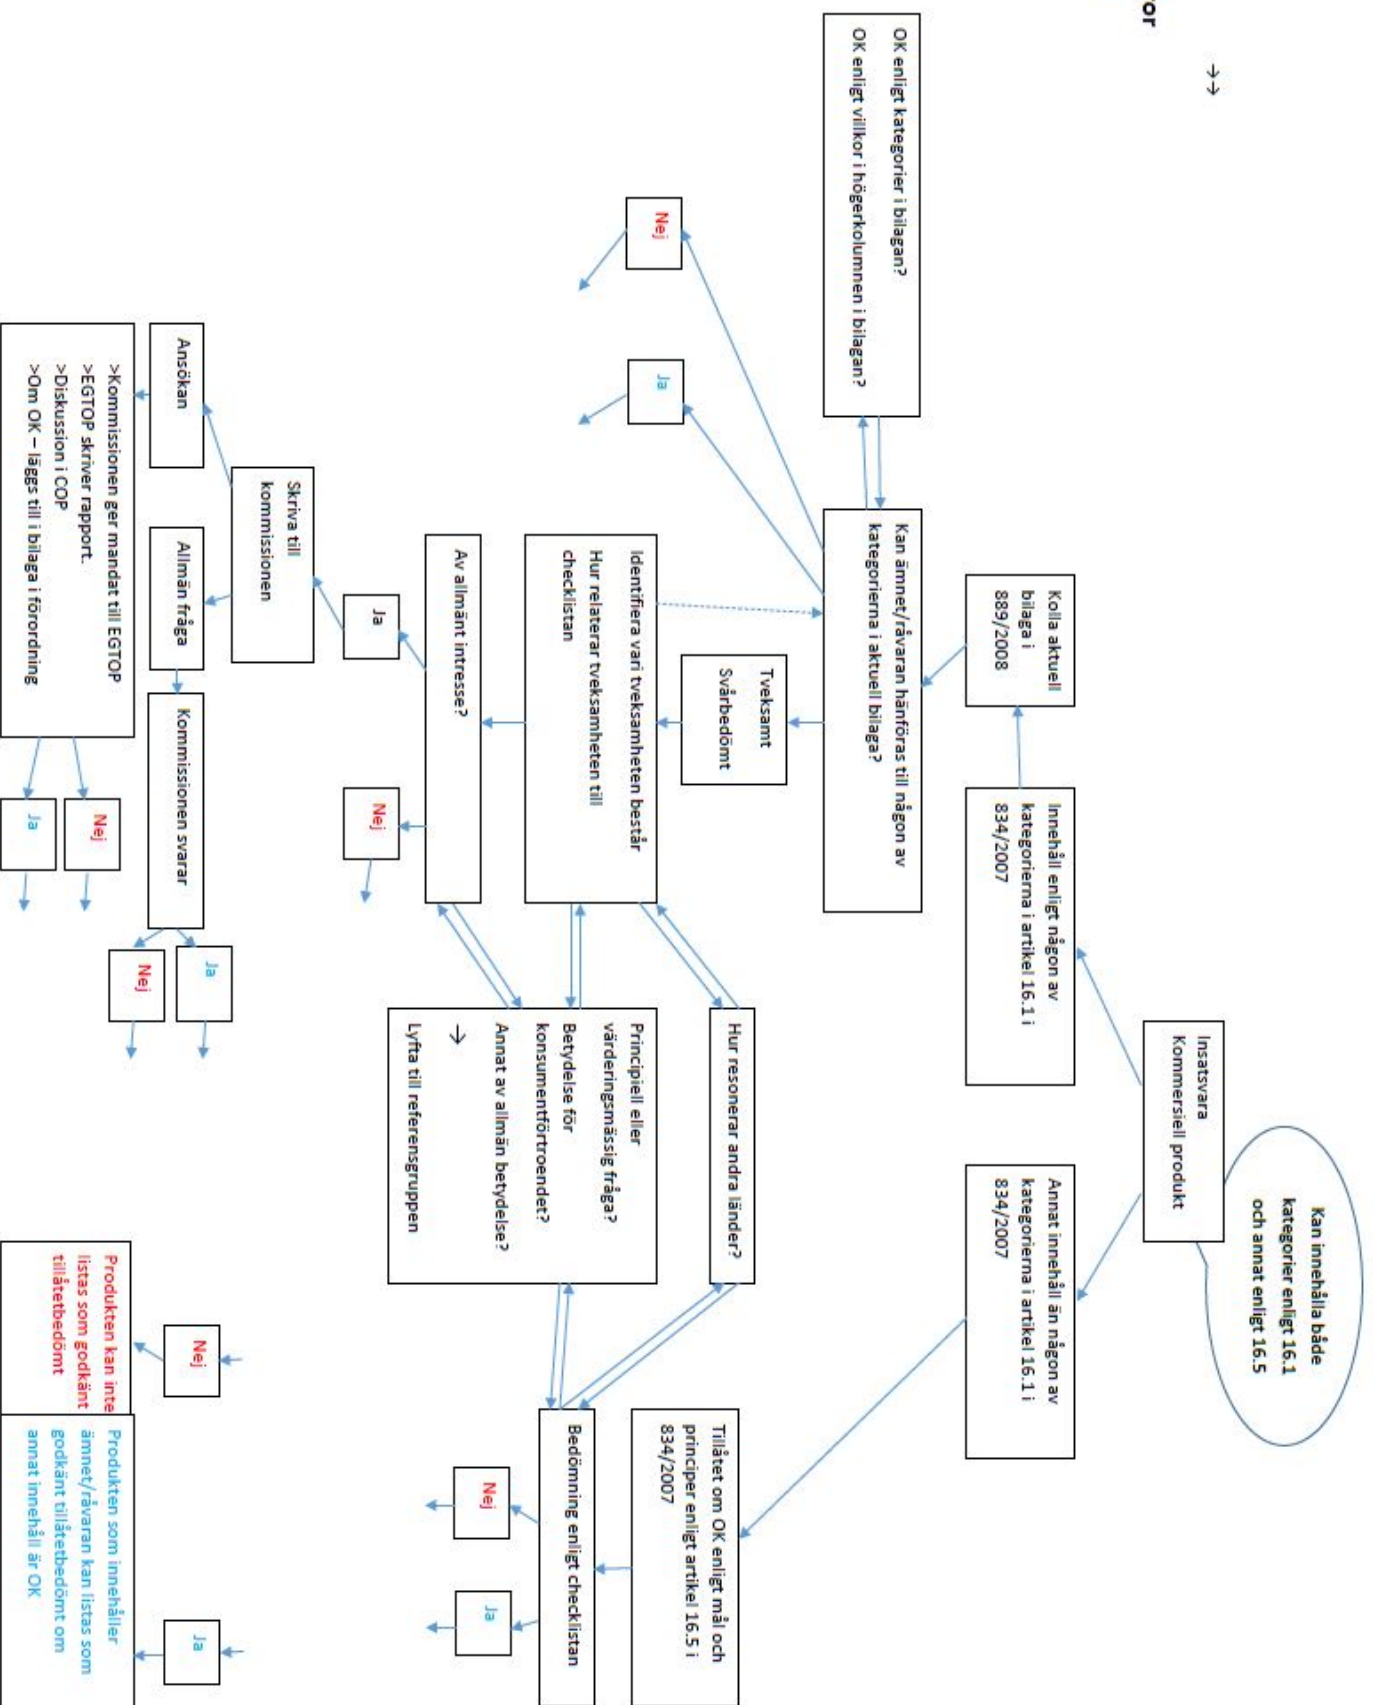 or
→→
Kan innehålla både
kategorier enligt 16.1
och annat enligt 16.5
Insatsvara
Kommersiell produkt
Kolla aktuell
bilaga i
889/2008
Innehåll enligt någon av
kategorierna i artikel 16.1 i
834/2007
Annat innehåll än någon av
kategorierna i artikel 16.1 i
834/2007
OK enligt kategorier i bilagan?
OK enligt villkor i högerkolumnen i bilagan?
Kan ämnet/råvaran hänföras till någon av
kategorierna i aktuell bilaga?
Tveksamt
Svårbedömt
Hur resonerar andra länder?
Tillåtet om OK enligt mål och
principer enligt artikel 16.5 i
834/2007
Nej
Ja
Identifiera vari tveksamheten består
Hur relaterar tveksamheten till
checklistan
Principiell eller
värderingsmässig fråga?
Betydelse för
konsumentförtroendet?
Annat av allmän betydelse?
→
Lyfta till referensgruppen
Bedömning enligt checklistan
Av allmänt intresse?
Nej
Ja
Ja
Nej
Skriva till
kommissionen
Ansökan
Allmän fråga
Kommissionen svarar
Ja
Nej
Nej
Ja
>Kommissionen ger mandat till EGTOP
>EGTOP skriver rapport.
>Diskussion i COP
>Om OK – läggs till i bilaga i förordning
Nej
Ja
Produkten kan inte
listas som godkänt
tillåtetbedömt
Produkten som innehåller
ämnet/råvaran kan listas som
godkänt tillåtetbedömt om
annat innehåll är OK